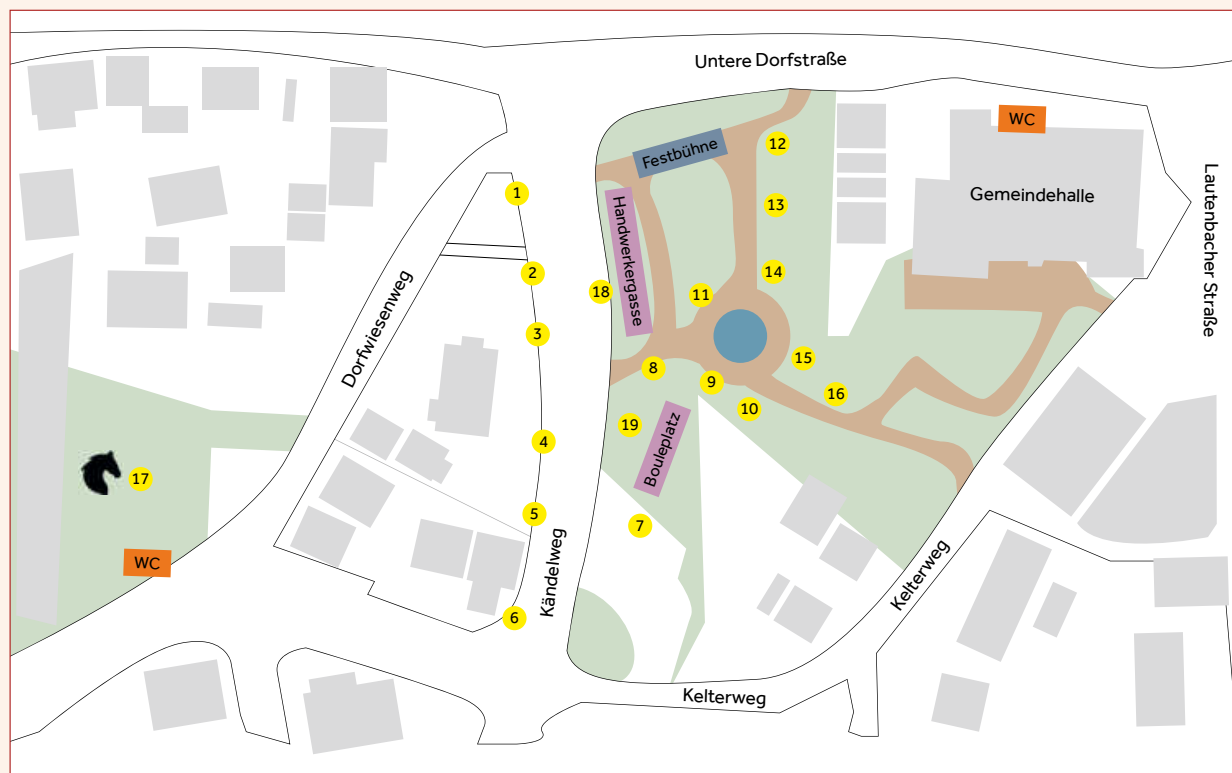 Untere Dorfstraße
WC
12
Festbühne
Gemeindehalle
Lautenbacher Straße
1
13
Handwerkergasse
2
14
18
11
Dorfwiesenweg
3
15
8
9
16
10
19
4
Bouleplatz
17
5
7
WC
Kändelweg
Kelterweg
6
Kelterweg